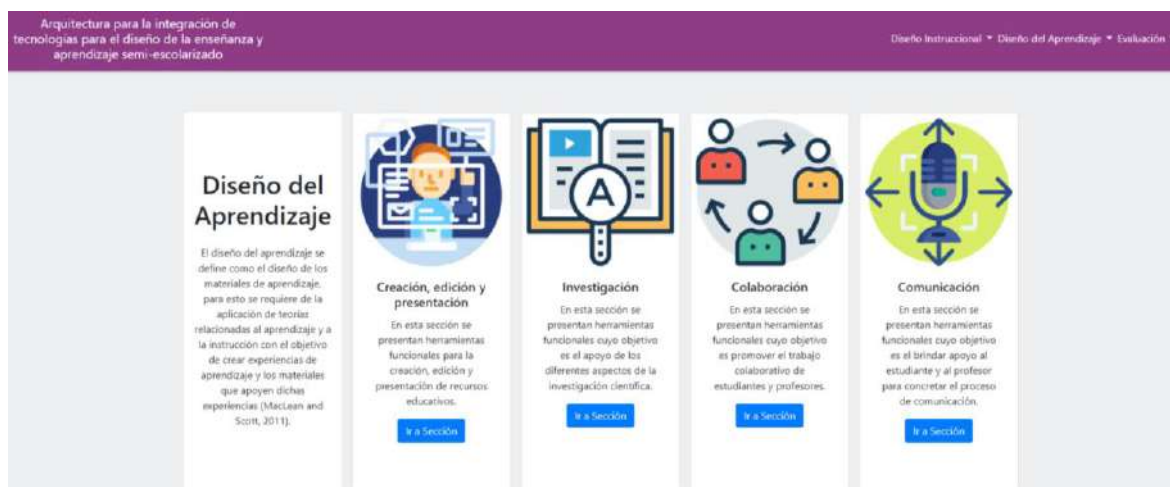 Arquitectura para la integración de
tecnologías para el diseño de la enseñanza y
aprendizaje semi-escolarizado
Diseño Instruccional
Diseño del Aprendizaje
Evaluación
Diseño del
Aprendizaje
El diseño del aprendizaje se
define como el diseño de los
materiales de aprendizaje,
para esto se requiere de la
aplicación de teorías
relacionadas al aprendizaje y a
la instrucción con el objetivo
de crear experiencias de
aprendizaje y los materiales
que apoyen dichas
experiencias (MacLean and
Scott, 2011).
Creación, edición y
presentación
En esta sección se
presentan herramientas
funcionales para la
creación, edición y
presentación de recursos
educativos.
Ir a Sección
A
Investigación
En esta sección se
presentan herramientas
funcionales cuyo objetivo
es el apoyo de los
diferentes aspectos de la
investigación científica.
Ir a Sección
Colaboración
En esta sección se
presentan herramientas
funcionales cuyo objetivo
es promover el trabajo
colaborativo de
estudiantes y profesores.
Ir a Sección
Comunicación
En esta sección se
presentan herramientas
funcionales cuyo objetivo
es el brindar apoyo al
estudiante y al profesor
para concretar el proceso
de comunicación.
Ir a Sección